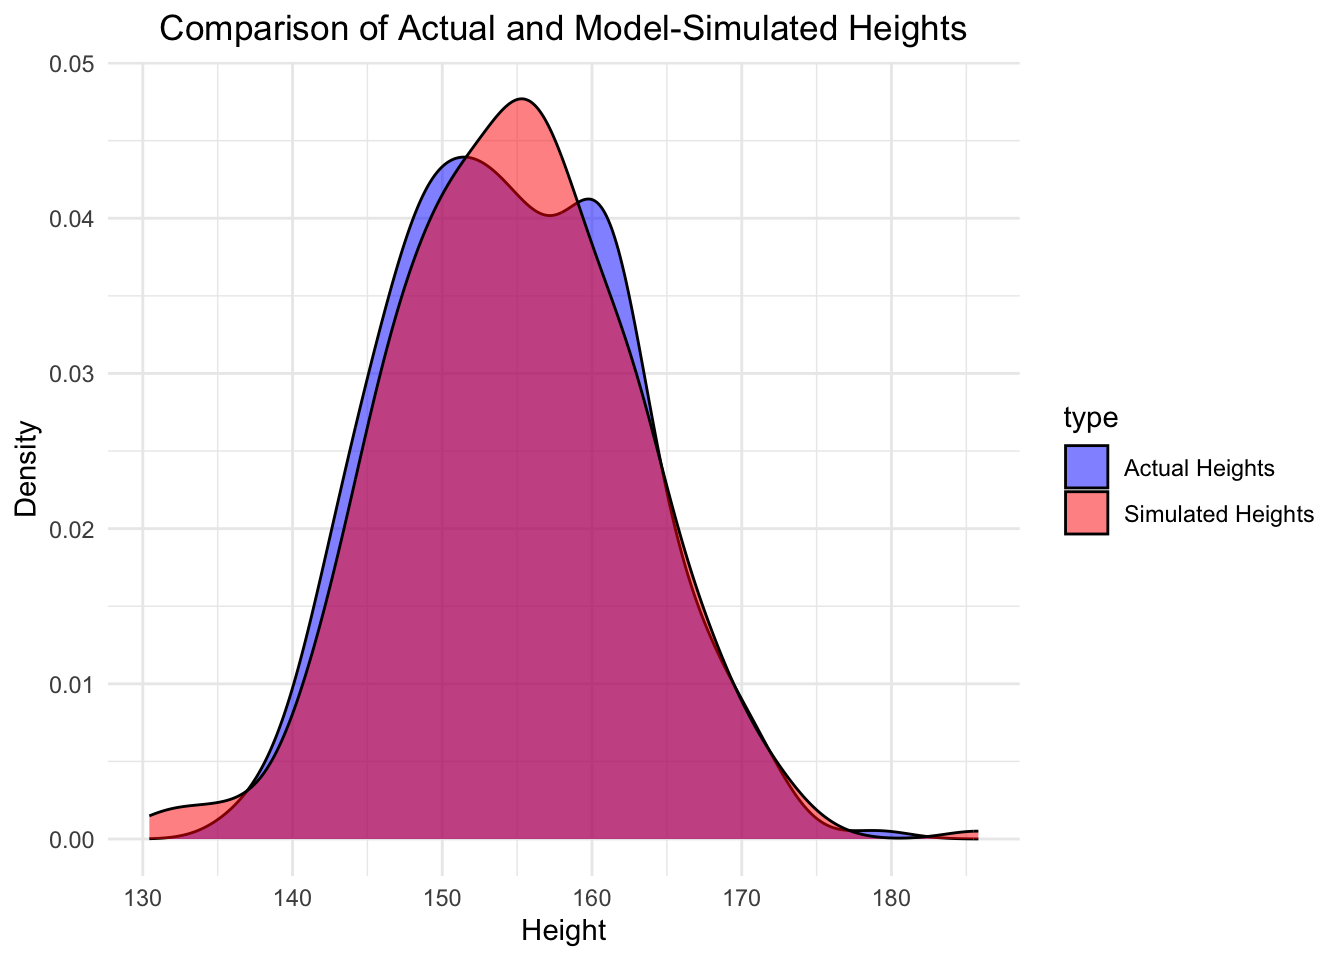 Comparison of Actual and Model-Simulated Heights
0.05
0.04
0.03
0.02
0.01
0.00
Density
130 140 150 160 170 180
Height
type
Actual Heights
Simulated Heights